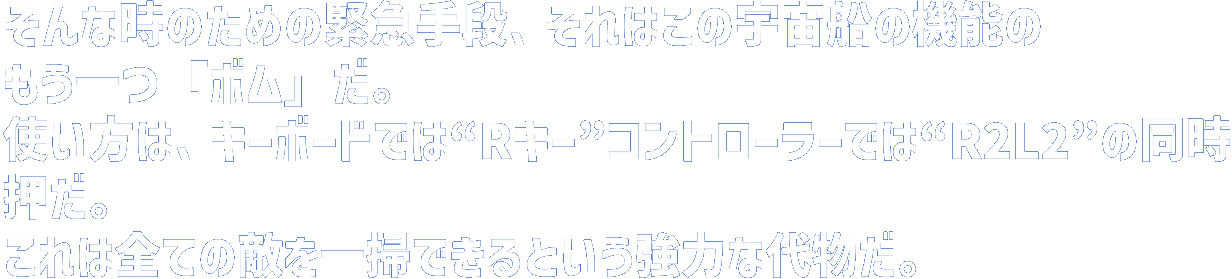 そんな時のための緊急手段、それはこの宇宙船の機能の
もう一つ「ボム」だ。
使い方は、キーボードでは“Rキー”コントローラーでは“R2L2”の同時
押だ。
これは全ての敵を一掃できるという強力な代物だ。